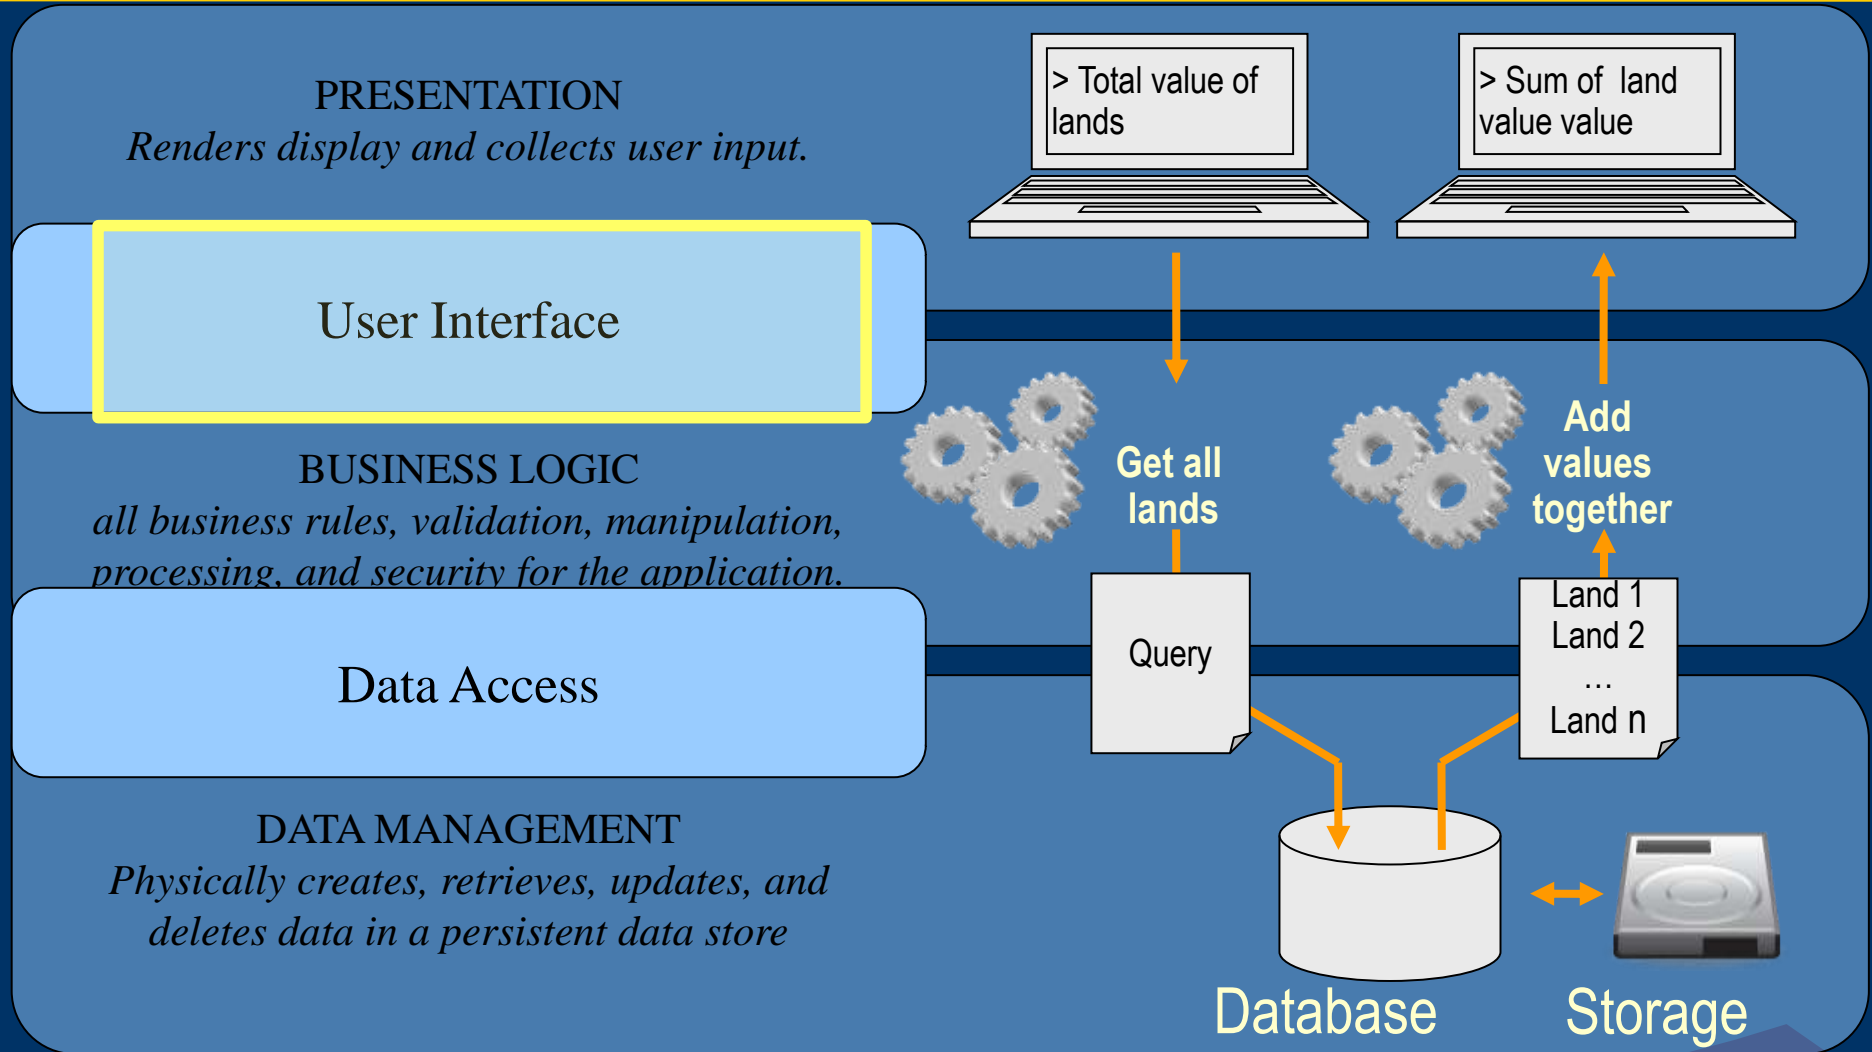 PRESENTATION
Renders display and collects user input.
User Interface
BUSINESS LOGIC
all business rules, validation, manipulation,
processing, and security for the application.
Data Access
DATA MANAGEMENT
Physically creates, retrieves, updates, and
deletes data in a persistent data store
> Total value of
lands
> Sum of land
value value
Get all
lands
Add
values
together
Query
Land 1
Land 2
...
Land n
Database
Storage